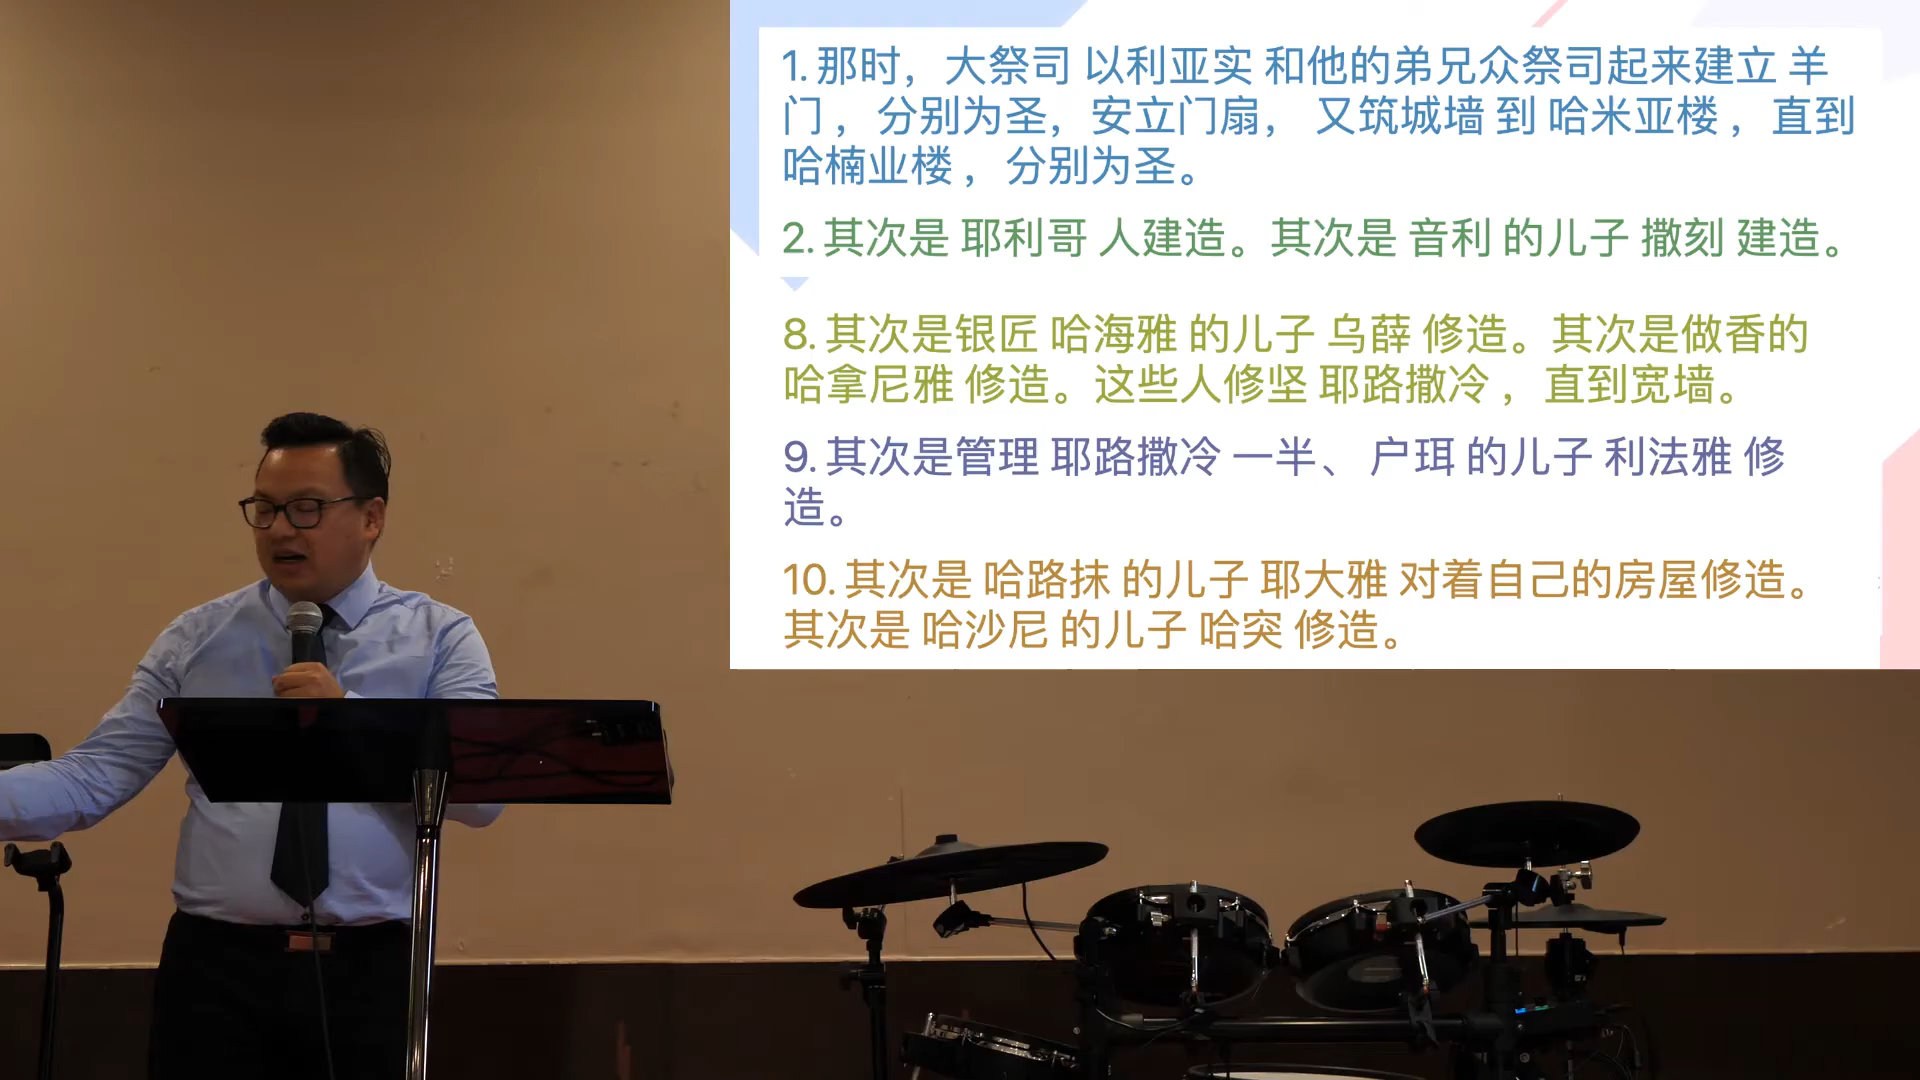 1. 那时，大祭司 以利亚实 和他的弟兄众祭司起来建立 羊
门 ，分别为圣，安立门扇， 又筑城墙 到 哈米亚楼 ，直到
哈楠业楼 ，分别为圣。
2. 其次是 耶利哥 人建造。其次是 音利 的儿子 撒刻 建造。
8. 其次是银匠 哈海雅 的儿子 乌薛 修造。其次是做香的
哈拿尼雅 修造。这些人修坚 耶路撒冷 ，直到宽墙。
9. 其次是管理 耶路撒冷 一半、 户珥 的儿子 利法雅 修
造。
10. 其次是 哈路抹 的儿子 耶大雅 对着自己的房屋修造。
其次是 哈沙尼 的儿子 哈突 修造。